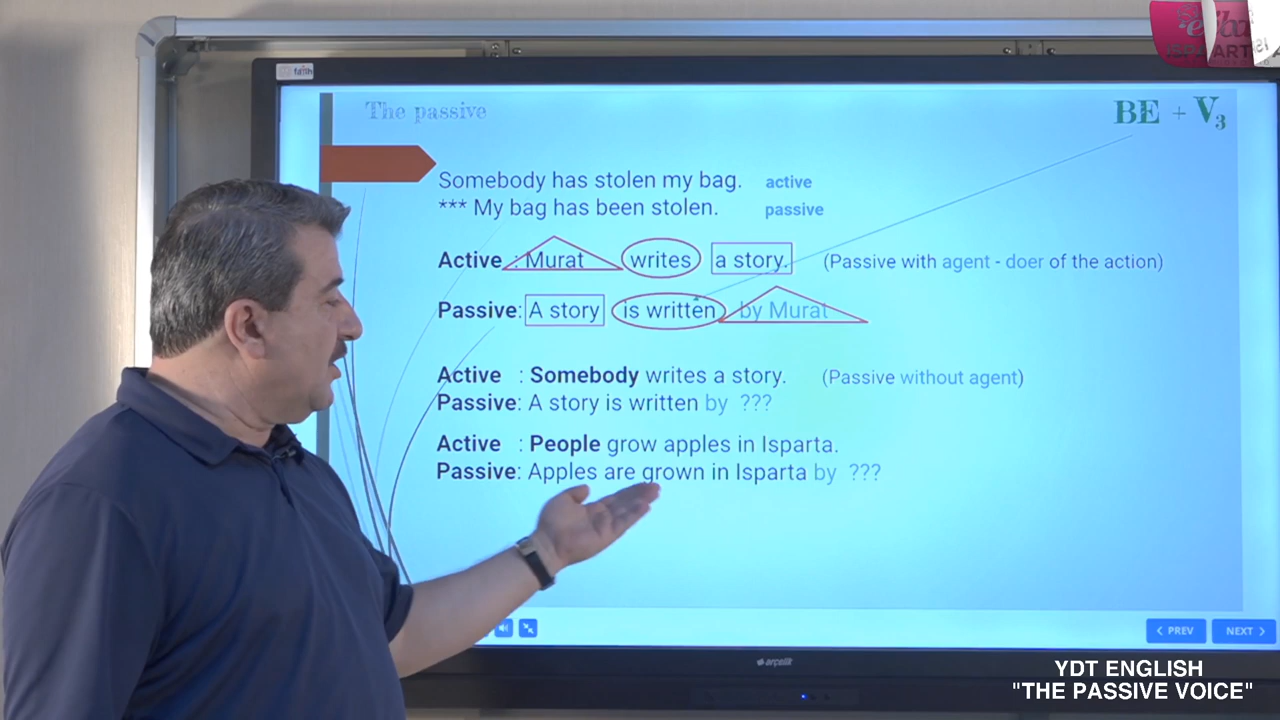 fatih
The passive
BE + V3
Somebody has stolen my bag. active
*** My bag has been stolen. passive
Active : Murat writes a story. (Passive with agent - doer of the action)
Passive: A story is written by Murat
Active : Somebody writes a story. (Passive without agent)
Passive: A story is written by ???
Active : People grow apples in Isparta.
Passive: Apples are grown in Isparta by ???
PREV NEXT
arçelik
YDT ENGLISH
"THE PASSIVE VOICE"